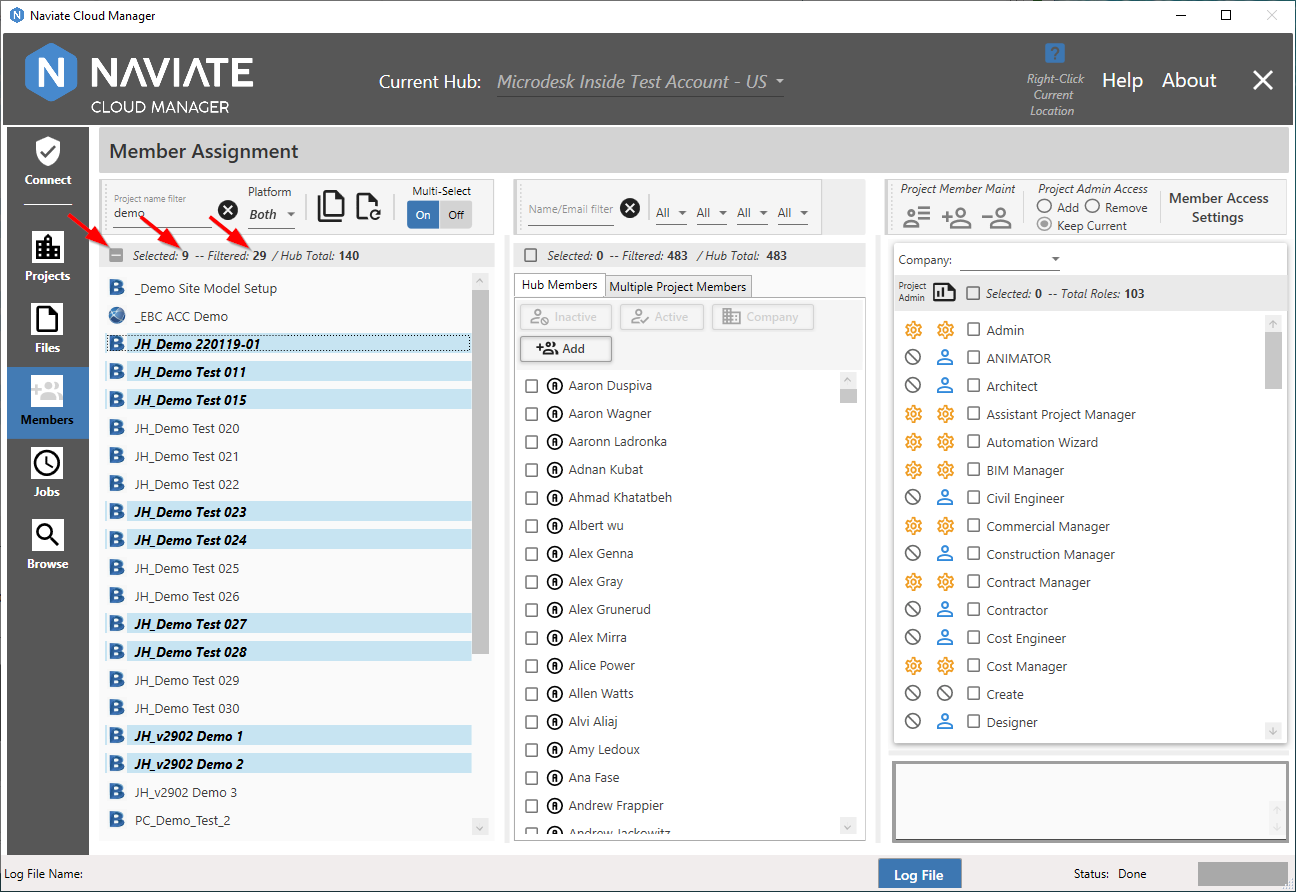 Naviate Cloud Manager
NAVIATE
CLOUD MANAGER
Current Hub: Microdesk Inside Test Account - US
?
Right-Click
Current
Location
Help
About
Connect
Projects
Files
Members
Jobs
Browse
Member Assignment
Project name filter
demo
Platform
Both
Multi-Select
On
Off
Selected: 9 -- Filtered: 29 / Hub Total: 140
_Demo Site Model Setup
_EBC ACC Demo
JH_Demo 220119-01
JH_Demo Test 011
JH_Demo Test 015
JH_Demo Test 020
JH_Demo Test 021
JH_Demo Test 022
JH_Demo Test 023
JH_Demo Test 024
JH_Demo Test 025
JH_Demo Test 026
JH_Demo Test 027
JH_Demo Test 028
JH_Demo Test 029
JH_Demo Test 030
JH_v2902 Demo 1
JH_v2902 Demo 2
JH_v2902 Demo 3
PC_Demo_Test_2
Name/Email filter
All
All
All
All
Selected: 0 -- Filtered: 483 / Hub Total: 483
Hub Members
Multiple Project Members
Inactive
Active
Company
Add
Aaron Duspiva
Aaron Wagner
Aaronn Ladronka
Adnan Kubat
Ahmad Khatatbeh
Albert wu
Alex Genna
Alex Gray
Alex Grunerud
Alex Mirra
Alice Power
Allen Watts
Alvi Aliaj
Amy Ledoux
Ana Fase
Andrew Frappier
Andrew Jackowitz
Project Member Maint
Project Admin Access
Add
Remove
Keep Current
Member Access
Settings
Company:
Project
Admin
Selected: 0 -- Total Roles: 103
Admin
ANIMATOR
Architect
Assistant Project Manager
Automation Wizard
BIM Manager
Civil Engineer
Commercial Manager
Construction Manager
Contract Manager
Contractor
Cost Engineer
Cost Manager
Create
Designer
Log File Name:
Log File
Status: Done